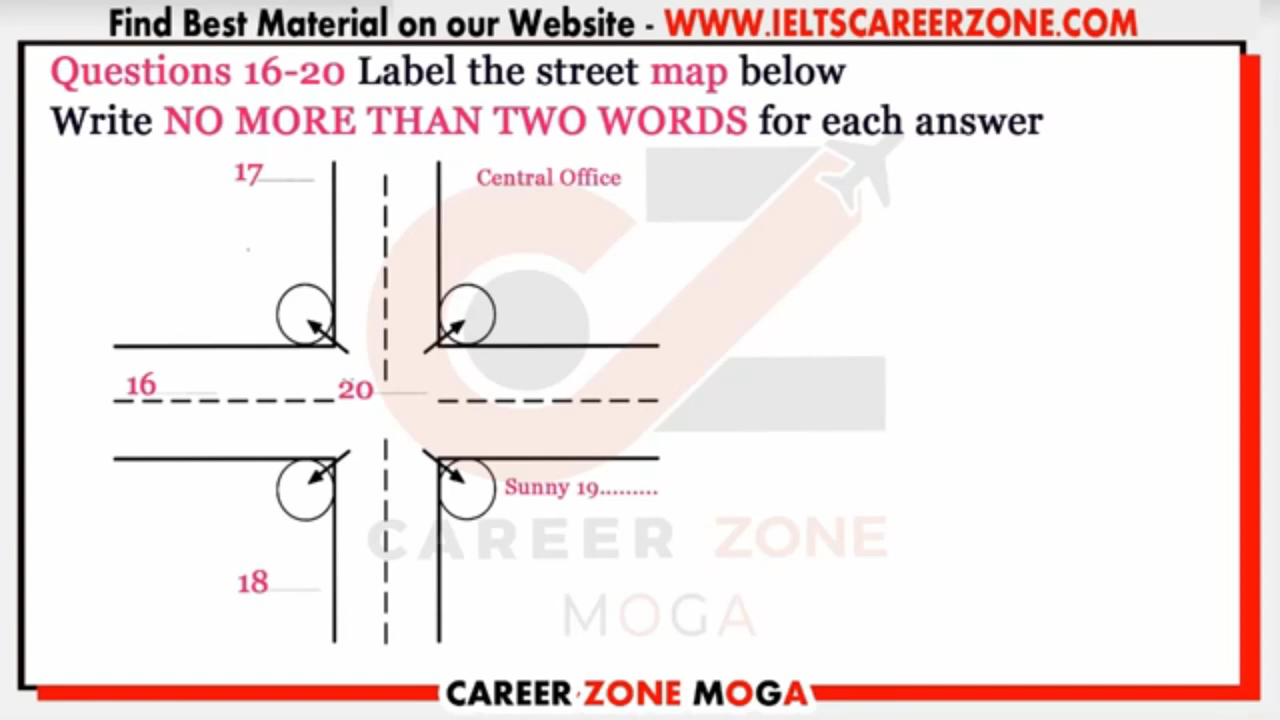 Find Best Material on our Website - WWW.IELTSCAREERZONE.COM
Questions 16-20 Label the street map below
Write NO MORE THAN TWO WORDS for each answer
17
Central Office
16
20
Sunny 19.........
CAREER ZONE
18
MOGA
CAREER ZONE MOGA